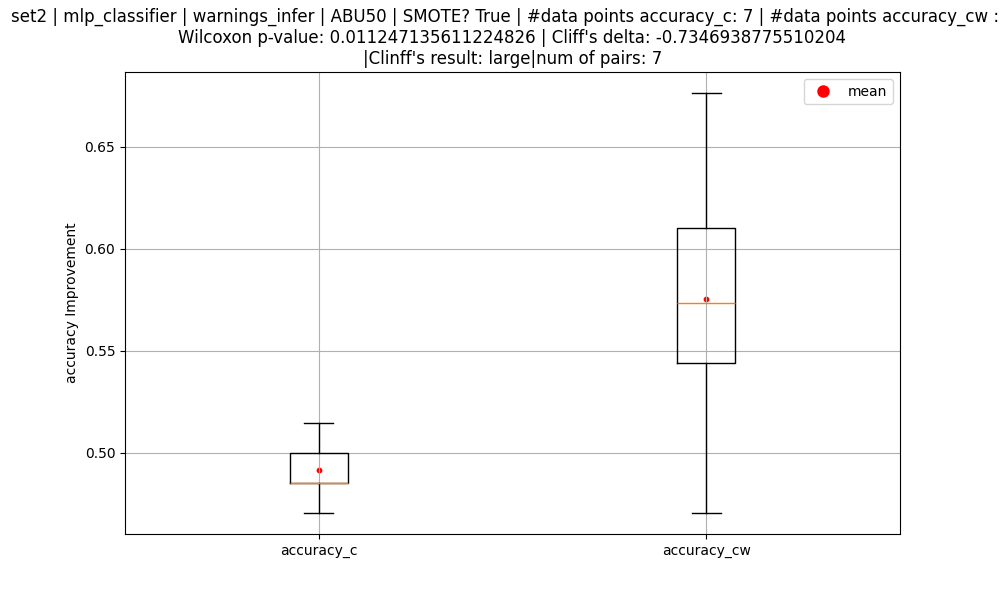 set2 | mlp_classifier | warnings_infer | ABU50 | SMOTE? True | #data points accuracy_c: 7 | #data points accuracy_cw :
Wilcoxon p-value: 0.011247135611224826 | Cliff's delta: -0.7346938775510204
|Clinff's result: large|num of pairs: 7
mean
0.65
0.60
0.55
0.50
accuracy Improvement
accuracy_c
accuracy_cw